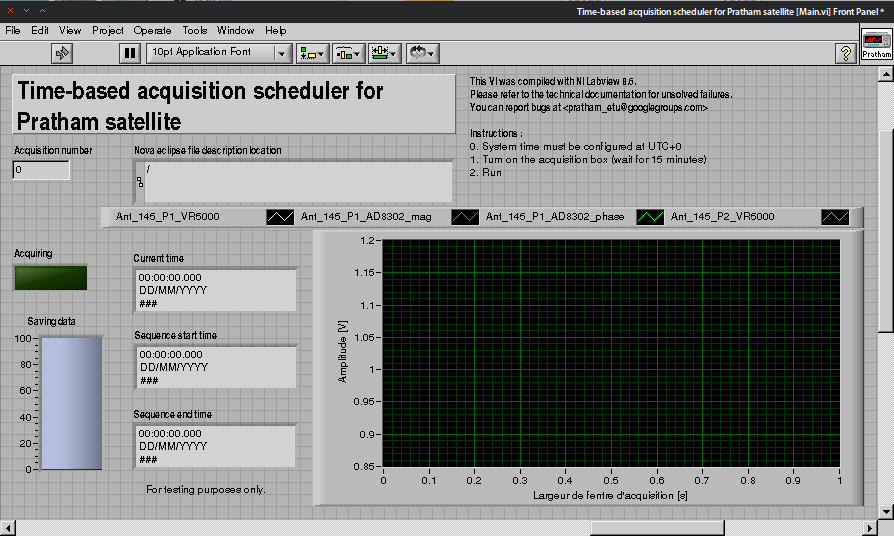 Time-based acquisition scheduler for Pratham satellite [Main.vi] Front Panel *
File Edit View Project Operate Tools Window Help
10pt Application Font
?
Pratham
Time-based acquisition scheduler for
Pratham satellite
This VI was compiled with NI Labview 8.6.
Please refer to the technical documentation for unsolved failures.
You can report bugs at <pratham_etu@googlegroups.com>
Instructions :
0. System time must be configured at UTC+0
1. Turn on the acquisition box (wait for 15 minutes)
2. Run
Acquisition number
0
Nova eclipse file description location
/
Ant_145_P1_VR5000 Ant_145_P1_AD8302_mag Ant_145_P1_AD8302_phase Ant_145_P2_VR5000
Acquiring
Saving data
100
80
60
40
20
0
Current time
00:00:00.000
DD/MM/YYYY
###
Sequence start time
00:00:00.000
DD/MM/YYYY
###
Sequence end time
00:00:00.000
DD/MM/YYYY
###
For testing purposes only.
Amplitude [V]
1.2
1.15
1.1
1.05
1
0.95
0.9
0.85
0 0.1 0.2 0.3 0.4 0.5 0.6 0.7 0.8 0.9 1
Largeur de fentre d'acquisition [s]